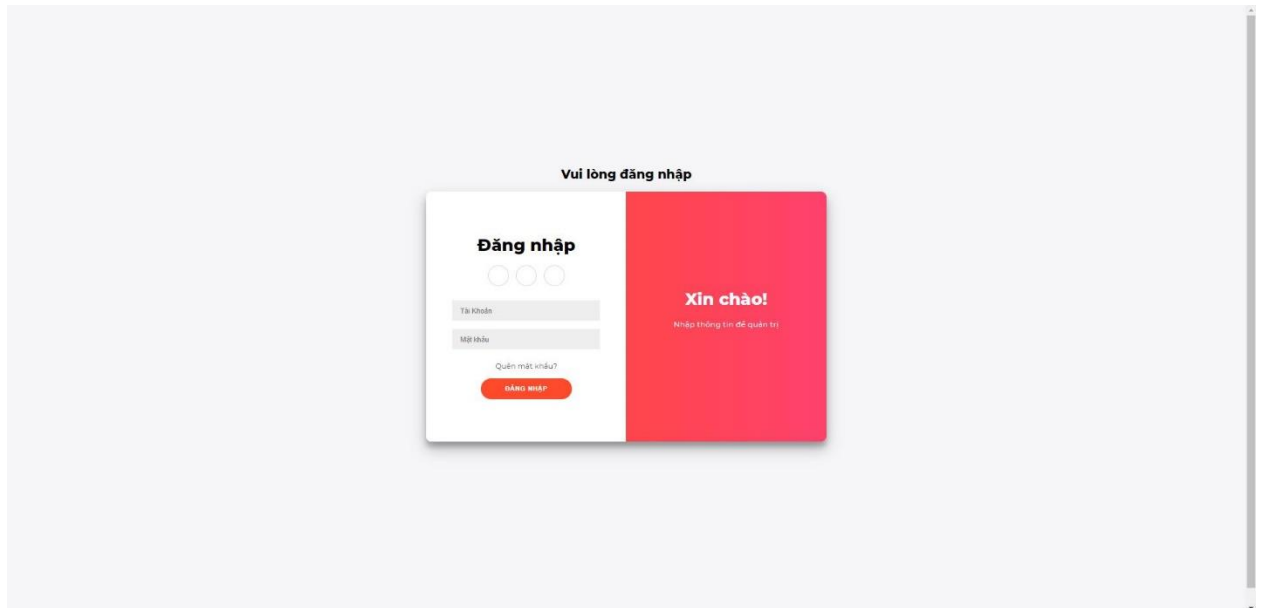 Vui lòng đăng nhập
Đăng nhập
Tài Khoản
Mật khẩu
Quên mật khẩu?
ĐĂNG NHẬP
Xin chào!
Nhập thông tin để quản trị